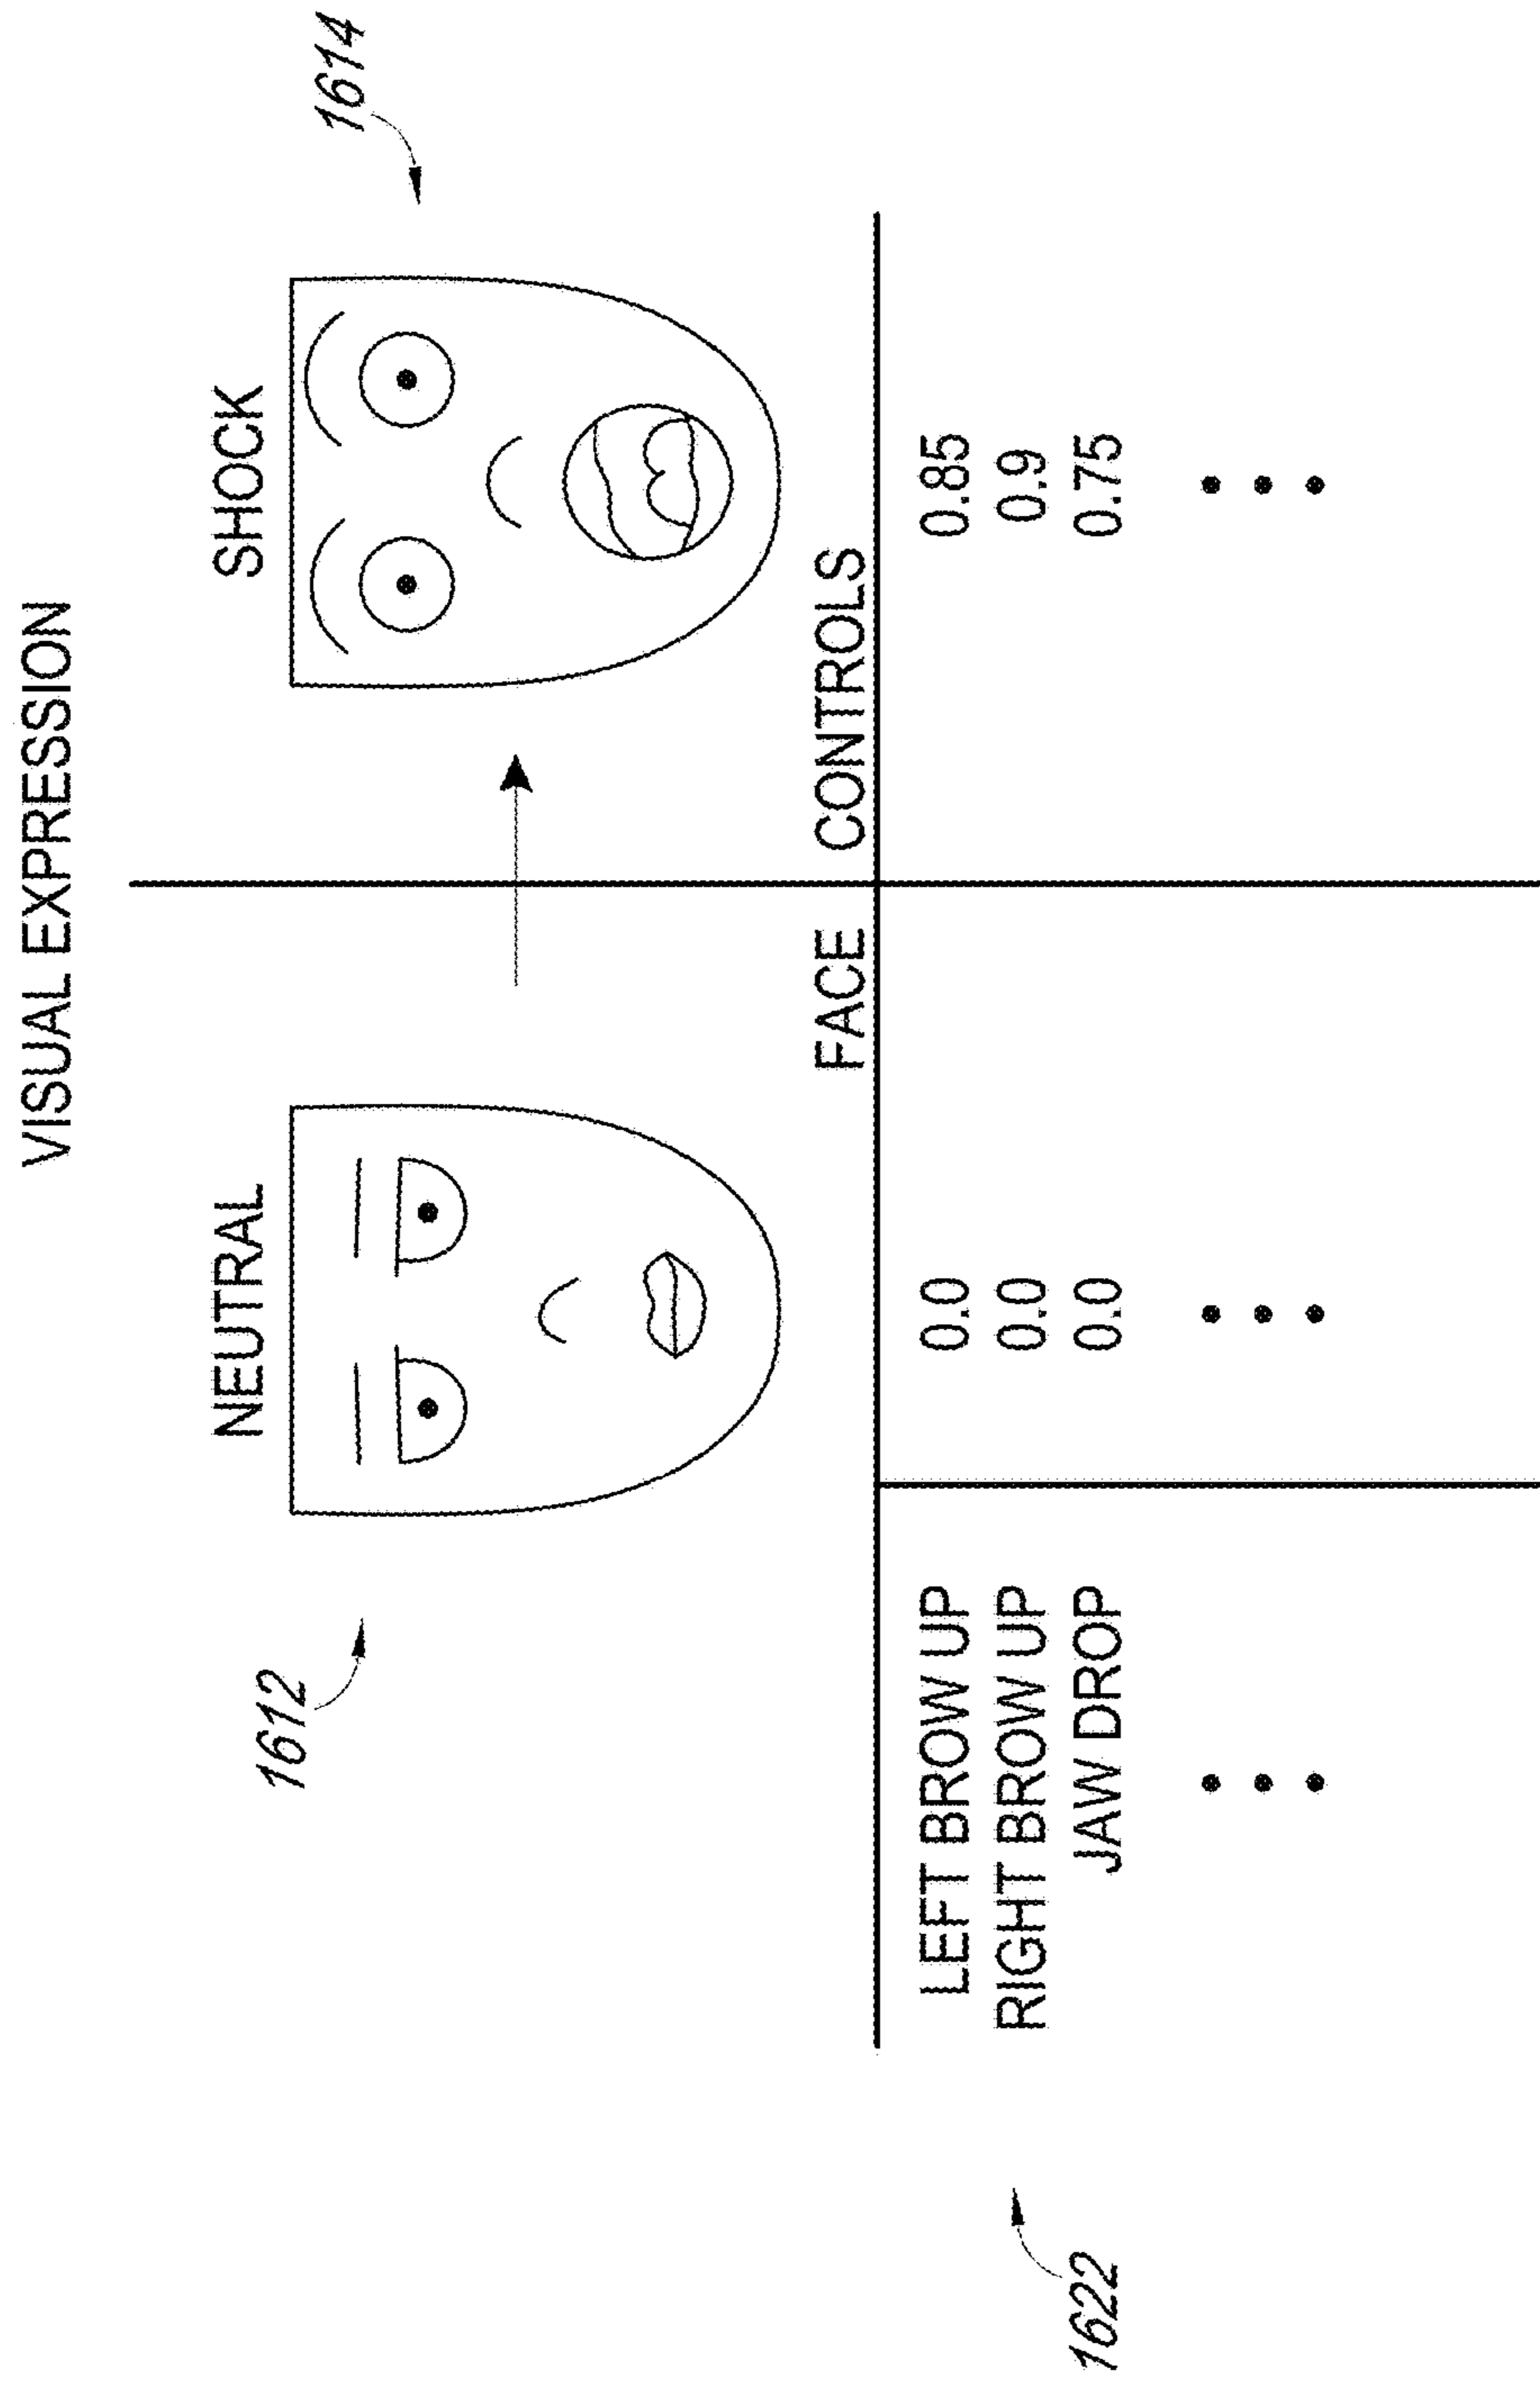 VISUAL EXPRESSION
1612
NEUTRAL
SHOCK
1614
FACE CONTROLS
1622
LEFT BROW UP 0.0 0.85
RIGHT BROW UP 0.0 0.9
JAW DROP 0.0 0.75